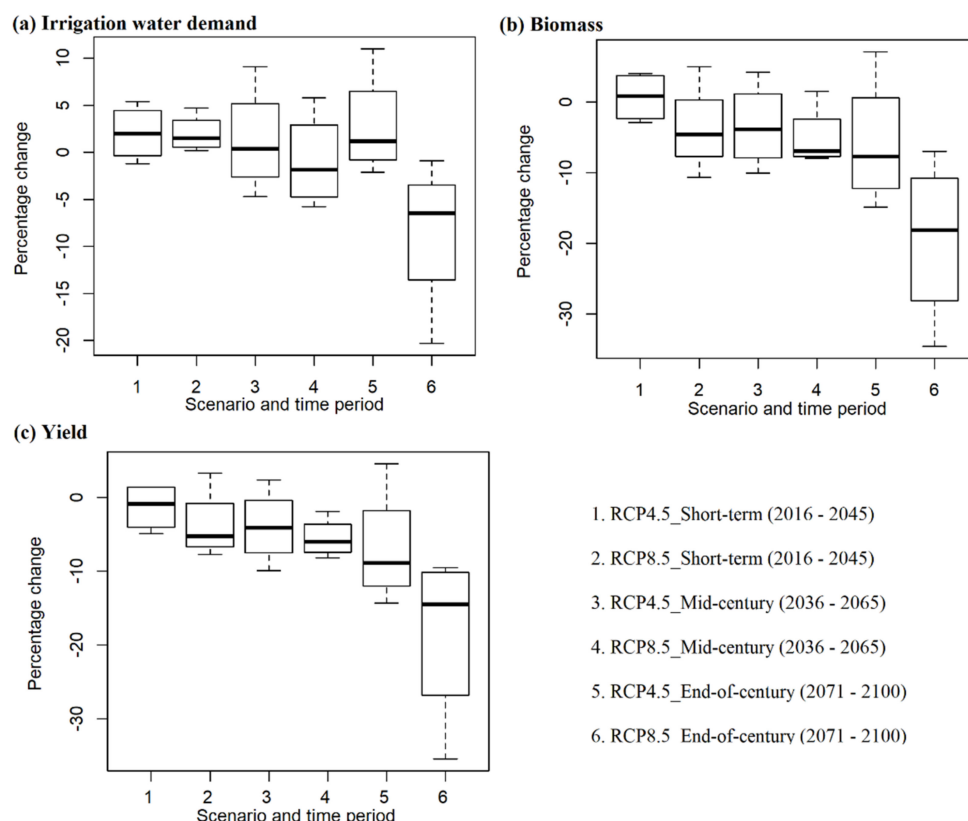 (a) Irrigation water demand
Percentage change
10
5
0
-5
-10
-15
-20
1 2 3 4 5 6
Scenario and time period
(b) Biomass
Percentage change
0
-10
-20
-30
1 2 3 4 5 6
Scenario and time period
(c) Yield
Percentage change
0
-10
-20
-30
1 2 3 4 5 6
Scenario and time period
1. RCP4.5_Short-term (2016 - 2045)
2. RCP8.5_Short-term (2016 - 2045)
3. RCP4.5_Mid-century (2036 - 2065)
4. RCP8.5_Mid-century (2036 - 2065)
5. RCP4.5_End-of-century (2071 - 2100)
6. RCP8.5_End-of-century (2071 - 2100)